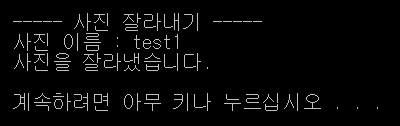 ----- 사진 잘라내기 -----
사진 이름 : test1
사진을 잘라냈습니다.
계속하려면 아무 키나 누르십시오 . . .